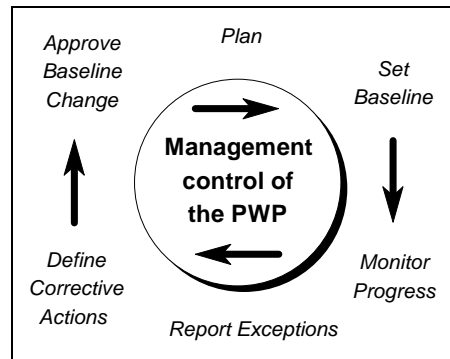 Plan
Approve
Baseline
Change
Set
Baseline
Management
control of
the PWP
Define
Corrective
Actions
Monitor
Progress
Report Exceptions